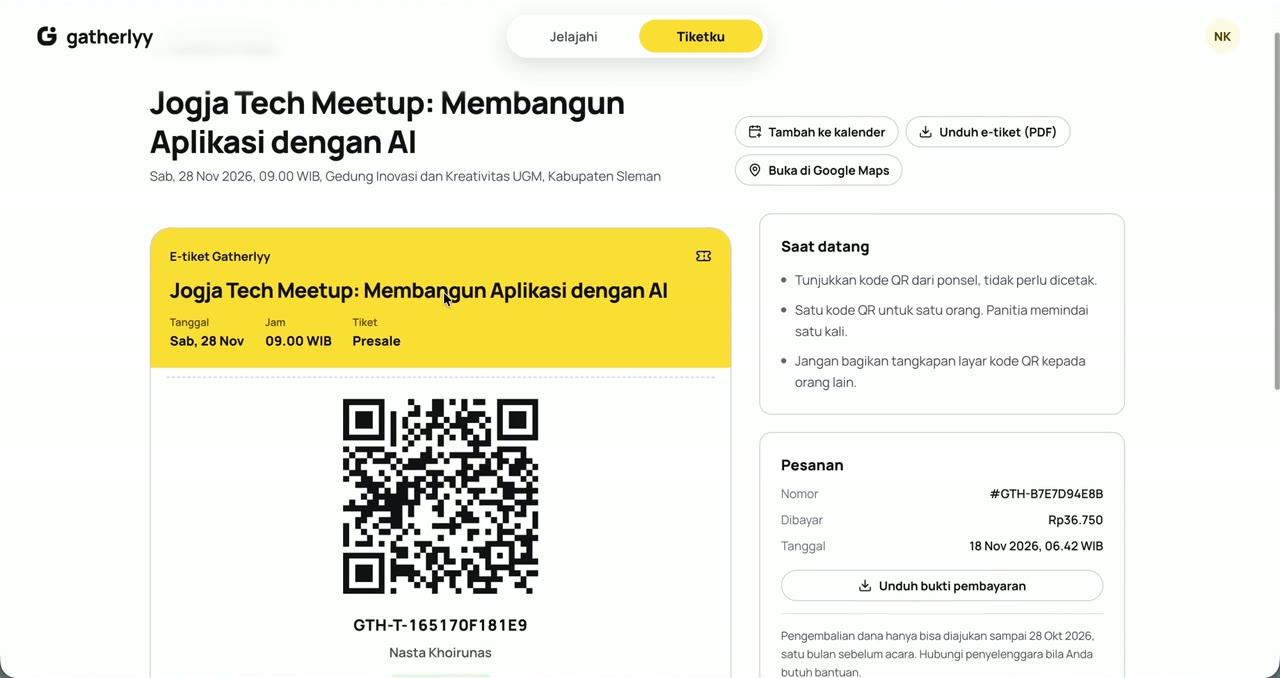 gatherlyy
Jelajahi
Tiketku
NK
Jogja Tech Meetup: Membangun
Aplikasi dengan AI
Sab, 28 Nov 2026, 09.00 WIB, Gedung Inovasi dan Kreativitas UGM, Kabupaten Sleman
Tambah ke kalender
Unduh e-tiket (PDF)
Buka di Google Maps
E-tiket Gatherlyy
Jogja Tech Meetup: Membangun Aplikasi dengan AI
Tanggal
Jam
Tiket
Sab, 28 Nov
09.00 WIB
Presale
GTH-T-165170F181E9
Nasta Khoirunas
Saat datang
Tunjukkan kode QR dari ponsel, tidak perlu dicetak.
Satu kode QR untuk satu orang. Panitia memindai
satu kali.
Jangan bagikan tangkapan layar kode QR kepada
orang lain.
Pesanan
Nomor
#GTH-B7E7D94E8B
Dibayar
Rp36.750
Tanggal
18 Nov 2026, 06.42 WIB
Unduh bukti pembayaran
Pengembalian dana hanya bisa diajukan sampai 28 Okt 2026,
satu bulan sebelum acara. Hubungi penyelenggara bila Anda
butuh bantuan.